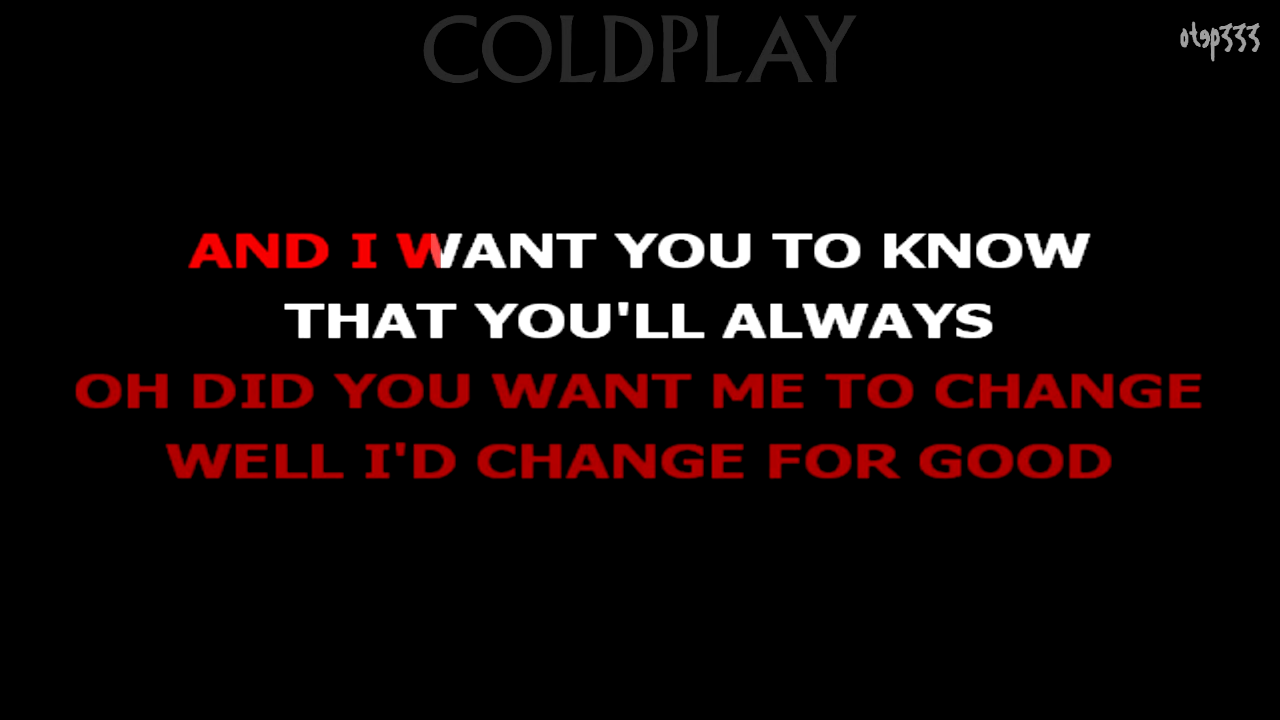 COLDPLAY
otep333
AND I WANT YOU TO KNOW
THAT YOU'LL ALWAYS
OH DID YOU WANT ME TO CHANGE
WELL I'D CHANGE FOR GOOD